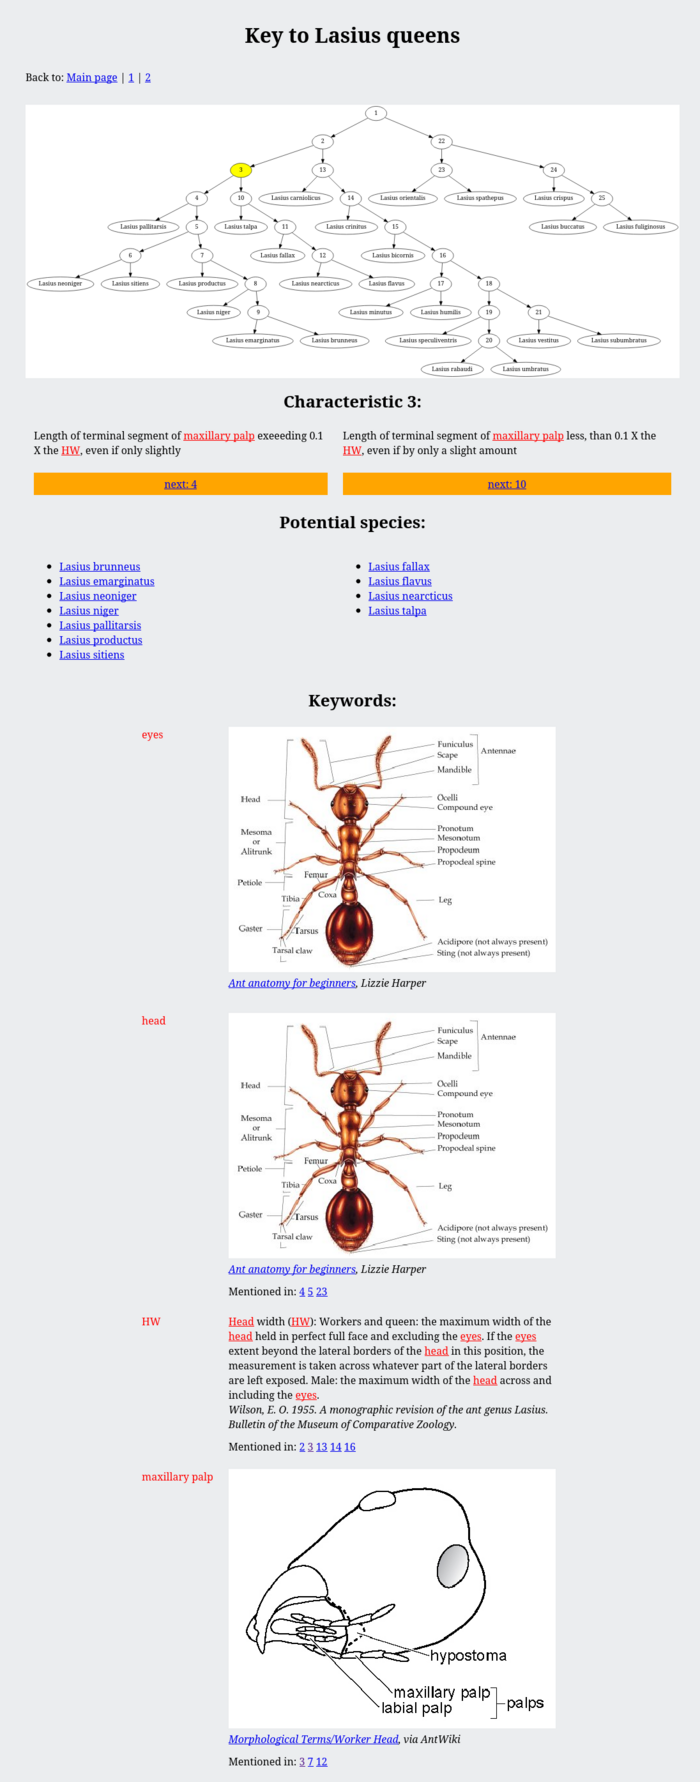 Key to Lasius queens
Back to: Main page | 1 | 2
1
2
22
3
13
23
24
4
10
Lasius carniolicus
14
Lasius orientalis
Lasius spathepus
Lasius crispus
25
Lasius pallitarsis
5
Lasius talpa
11
Lasius crinitus
15
Lasius buccatus
Lasius fuliginosus
6
7
Lasius fallax
12
Lasius bicornis
16
Lasius neoniger
Lasius sitiens
Lasius productus
8
Lasius nearcticus
Lasius flavus
17
18
Lasius niger
9
Lasius minutus
Lasius humilis
19
21
Lasius emarginatus
Lasius brunneus
Lasius speculiventris
20
Lasius vestitus
Lasius subumbratus
Lasius rabaudi
Lasius umbratus
Characteristic 3:
Length of terminal segment of maxillary palp exeeeding 0.1
X the HW, even if only slightly
next: 4
Length of terminal segment of maxillary palp less, than 0.1 X the
HW, even if by only a slight amount
next: 10
Potential species:
Lasius brunneus
Lasius emarginatus
Lasius neoniger
Lasius niger
Lasius pallitarsis
Lasius productus
Lasius sitiens
Lasius fallax
Lasius flavus
Lasius nearcticus
Lasius talpa
Keywords:
eyes
Funiculus
Scape
Antennae
Mandible
Head
Ocelli
Compound eye
Mesoma
or
Alitrunk
Pronotum
Mesonotum
Propodeum
Propodeal spine
Petiole
Femur
Tibia
Coxa
Leg
Gaster
Tarsus
Tarsal claw
Acidipore (not always present)
Sting (not always present)
Ant anatomy for beginners, Lizzie Harper
head
Funiculus
Scape
Antennae
Mandible
Head
Ocelli
Compound eye
Mesoma
or
Alitrunk
Pronotum
Mesonotum
Propodeum
Propodeal spine
Petiole
Femur
Tibia
Coxa
Leg
Gaster
Tarsus
Tarsal claw
Acidipore (not always present)
Sting (not always present)
Ant anatomy for beginners, Lizzie Harper
Mentioned in: 4 5 23
HW
Head width (HW): Workers and queen: the maximum width of the
head held in perfect full face and excluding the eyes. If the eyes
extent beyond the lateral borders of the head in this position, the
measurement is taken across whatever part of the lateral borders
are left exposed. Male: the maximum width of the head across and
including the eyes.
Wilson, E. O. 1955. A monographic revision of the ant genus Lasius.
Bulletin of the Museum of Comparative Zoology.
Mentioned in: 2 3 13 14 16
maxillary palp
hypostoma
maxillary palp
labial palp
palps
Morphological Terms/Worker Head, via AntWiki
Mentioned in: 3 7 12